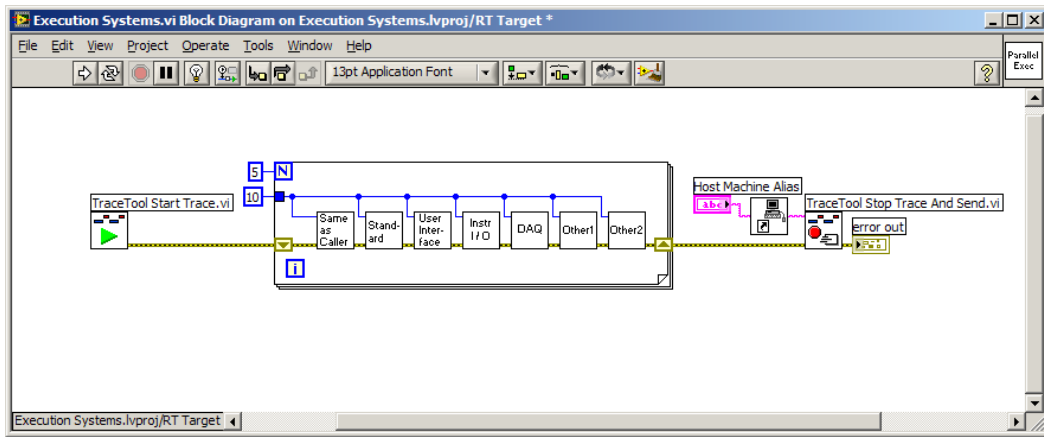 Execution Systems.vi Block Diagram on Execution Systems.lvproj/RT Target *
File Edit View Project Operate Tools Window Help
13pt Application Font
?
Parallel
Exec
5
N
10
TraceTool Start Trace.vi
Same
as
Caller
Stand-
ard
User
Inter-
face
Instr
I/O
DAQ
Other1
Other2
i
Host Machine Alias
abc
TraceTool Stop Trace And Send.vi
error out
Execution Systems.lvproj/RT Target